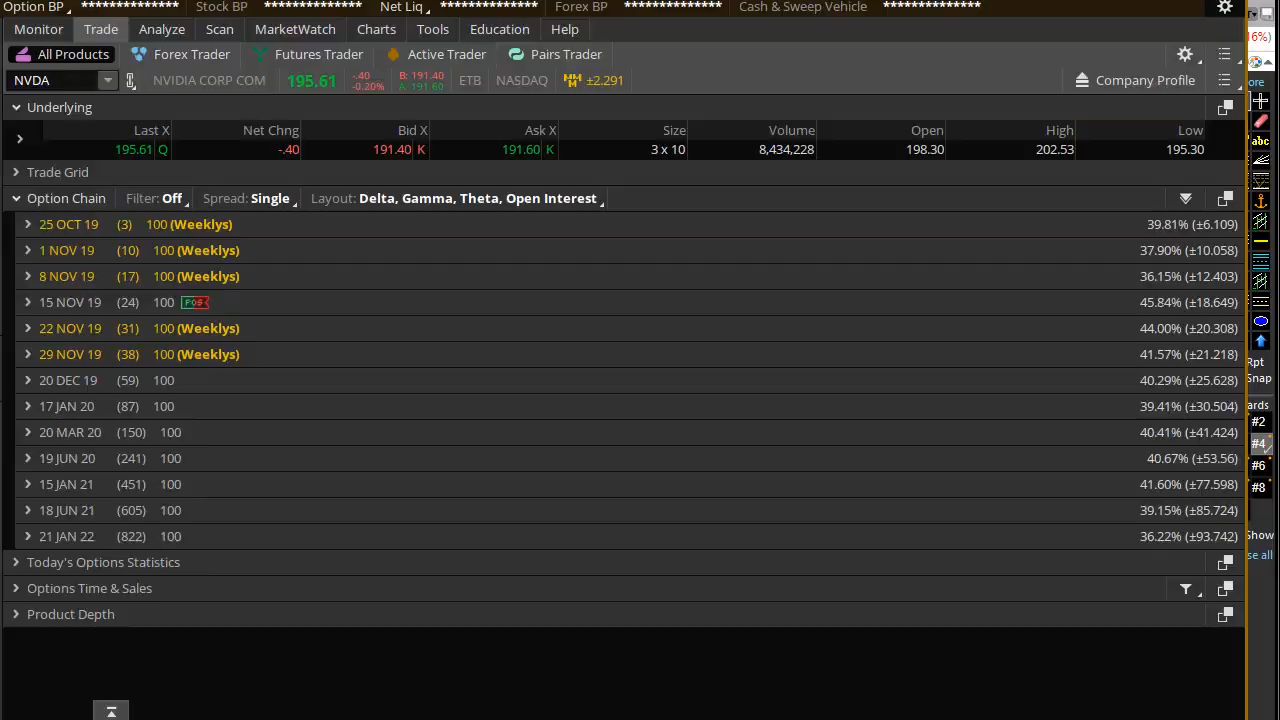 Option BP ************** Stock BP ************** Net Liq ************** Forex BP ************** Cash & Sweep Vehicle **************
Monitor Trade Analyze Scan MarketWatch Charts Tools Education Help
All Products Forex Trader Futures Trader Active Trader Pairs Trader
NVDA NVIDIA CORP COM 195.61 -.40 -0.20% B: 191.40 A: 191.60 ETB NASDAQ ±2.291 Company Profile
Underlying
Last X Net Chng Bid X Ask X Size Volume Open High Low
195.61 Q -.40 191.40 K 191.60 K 3 x 10 8,434,228 198.30 202.53 195.30
Trade Grid
Option Chain Filter: Off Spread: Single Layout: Delta, Gamma, Theta, Open Interest
25 OCT 19 (3) 100 (Weeklys) 39.81% (±6.109)
1 NOV 19 (10) 100 (Weeklys) 37.90% (±10.058)
8 NOV 19 (17) 100 (Weeklys) 36.15% (±12.403)
15 NOV 19 (24) 100 45.84% (±18.649)
22 NOV 19 (31) 100 (Weeklys) 44.00% (±20.308)
29 NOV 19 (38) 100 (Weeklys) 41.57% (±21.218)
20 DEC 19 (59) 100 40.29% (±25.628)
17 JAN 20 (87) 100 39.41% (±30.504)
20 MAR 20 (150) 100 40.41% (±41.424)
19 JUN 20 (241) 100 40.67% (±53.56)
15 JAN 21 (451) 100 41.60% (±77.598)
18 JUN 21 (605) 100 39.15% (±85.724)
21 JAN 22 (822) 100 36.22% (±93.742)
Today's Options Statistics
Options Time & Sales
Product Depth
16%)
ore
abc
Rpt
Snap
ards
#2
#4
#6
#8
Show
se all